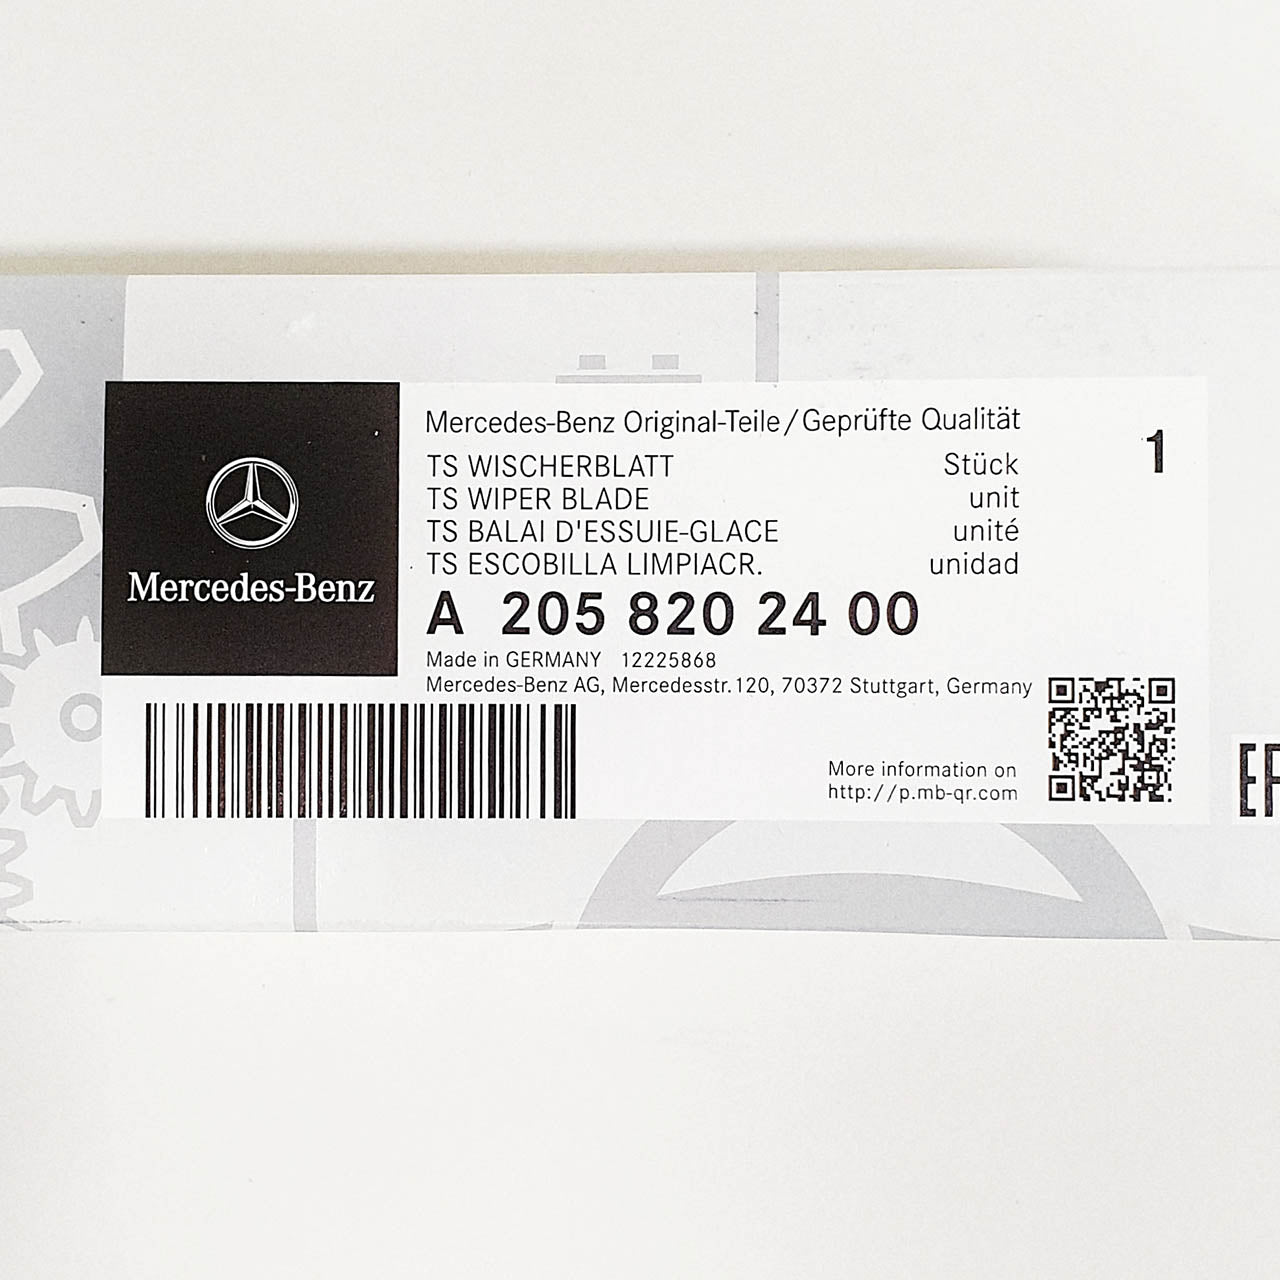 Mercedes-Benz
Mercedes-Benz Original-Teile/Geprüfte Qualität
TS WISCHERBLATT Stück 1
TS WIPER BLADE unit
TS BALAI D'ESSUIE-GLACE unité
TS ESCOBILLA LIMPIACR. unidad
A 205 820 24 00
Made in GERMANY 12225868
Mercedes-Benz AG, Mercedesstr. 120, 70372 Stuttgart, Germany
More information on
http://p.mb-qr.com